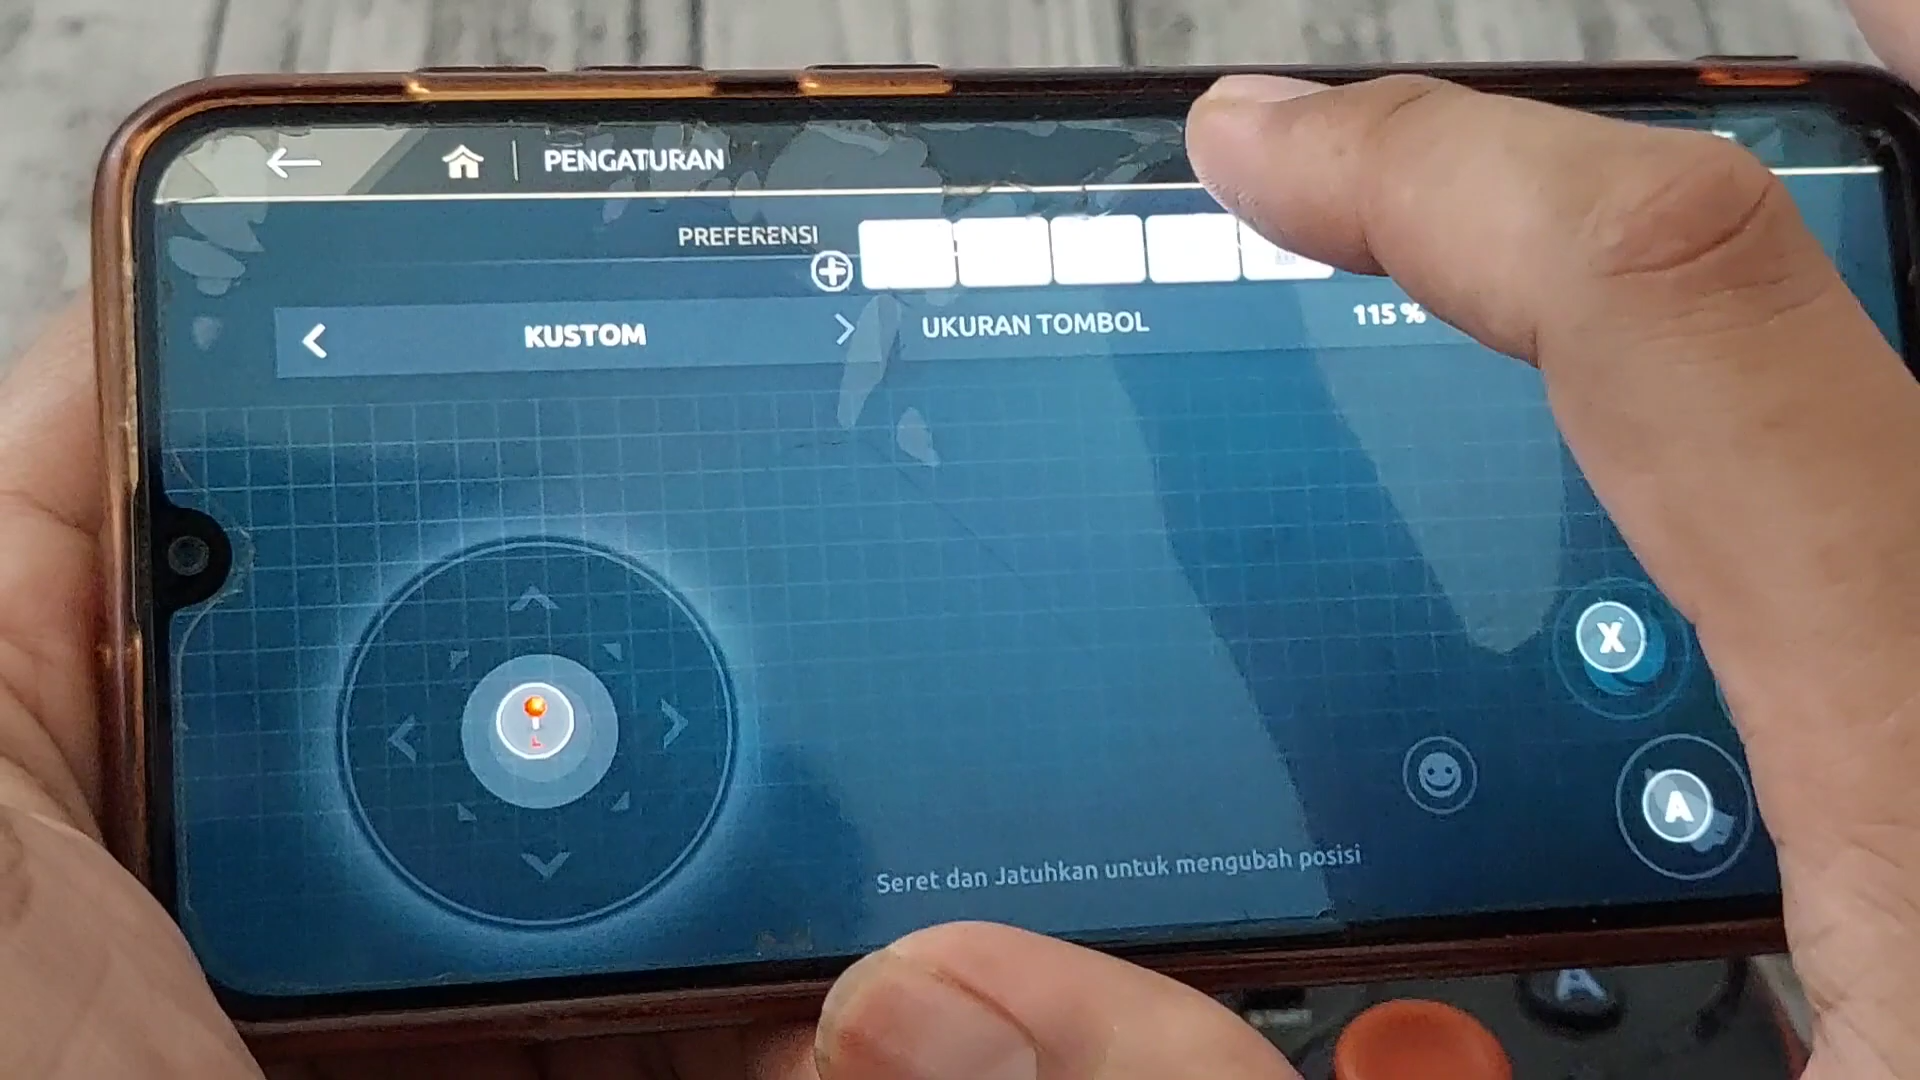 PENGATURAN
PREFERENSI
KUSTOM
UKURAN TOMBOL
115 %
X
A
Seret dan Jatuhkan untuk mengubah posisi
A